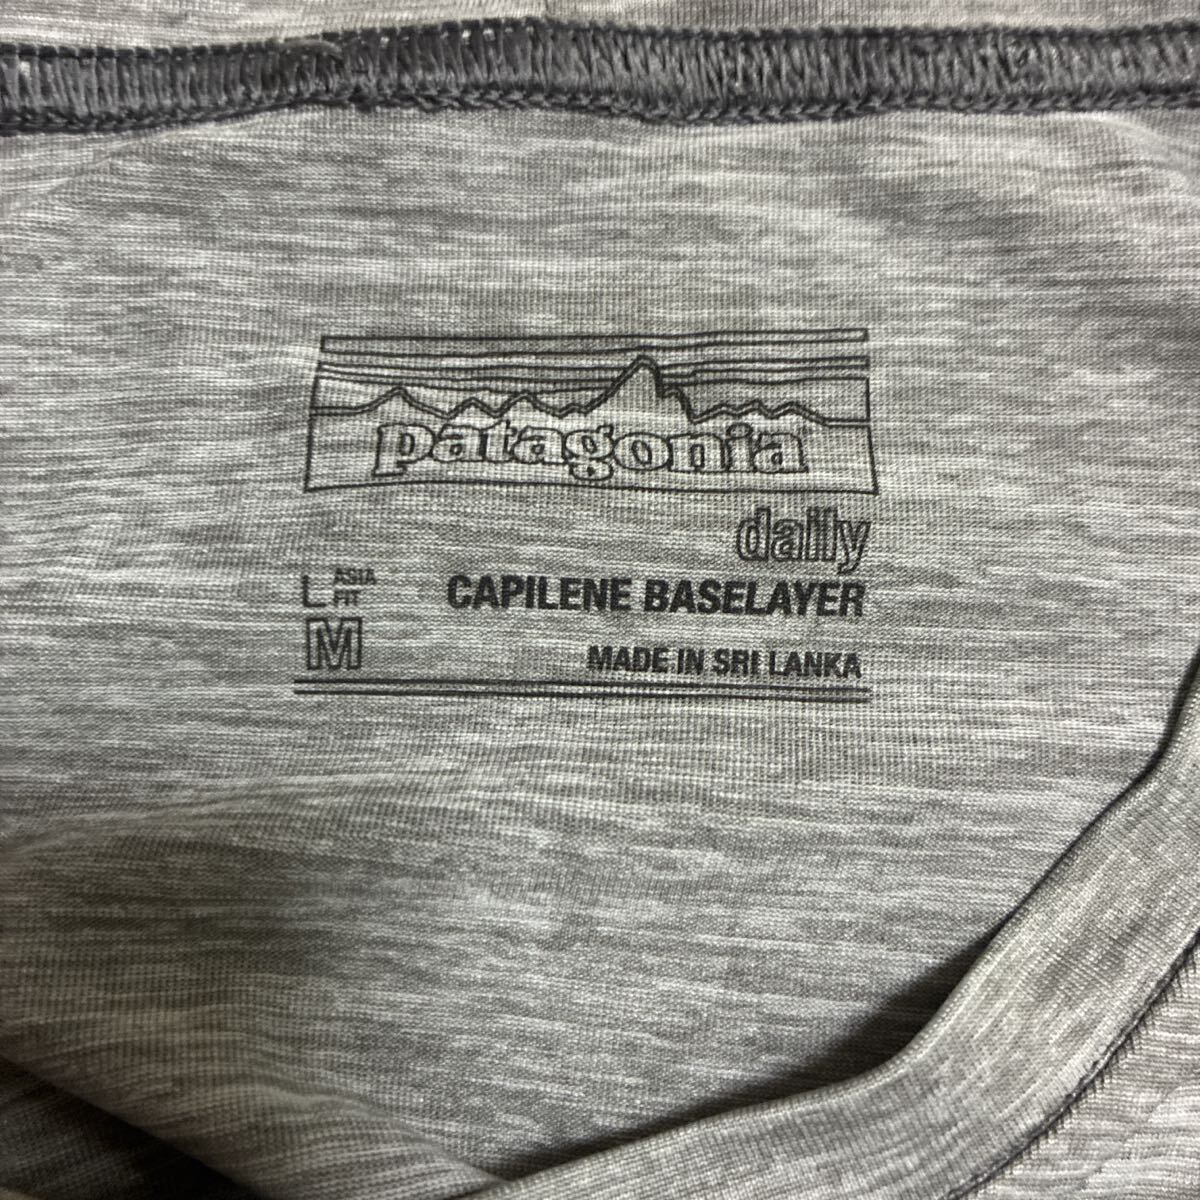 patagonia®
daily
L ASIA FIT
CAPILENE BASELAYER
M
MADE IN SRI LANKA